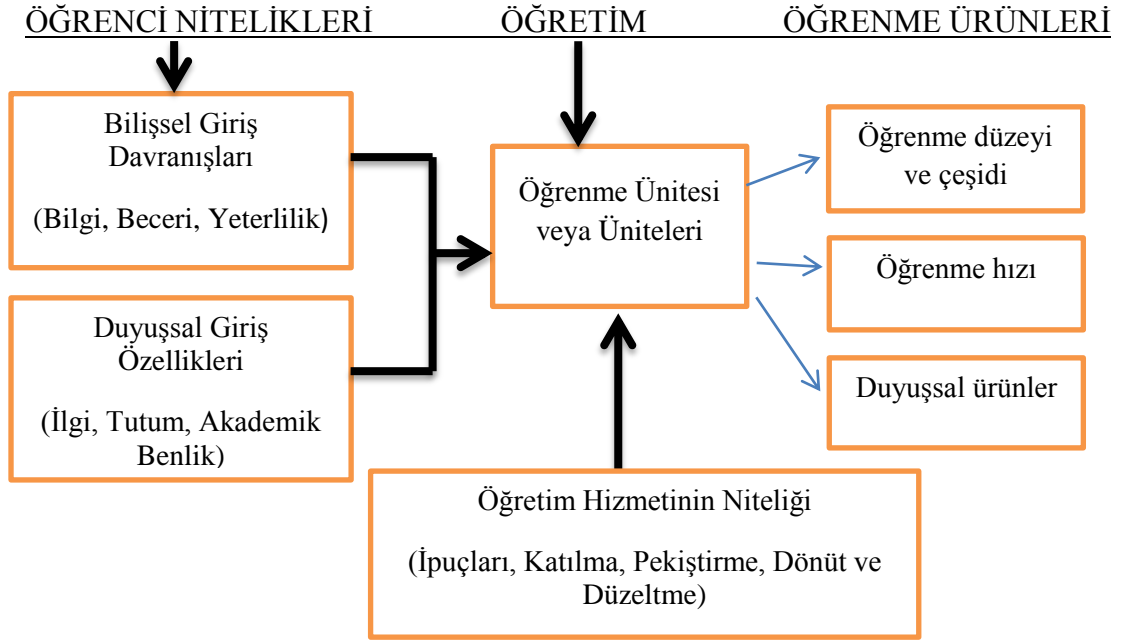 ÖĞRENCİ NİTELİKLERİ ÖĞRETİM ÖĞRENME ÜRÜNLERİ
Bilişsel Giriş
Davranışları
(Bilgi, Beceri, Yeterlilik)
Duyuşsal Giriş
Özellikleri
(İlgi, Tutum, Akademik
Benlik)
Öğrenme Ünitesi
veya Üniteleri
Öğretim Hizmetinin Niteliği
(İpuçları, Katılma, Pekiştirme, Dönüt ve
Düzeltme)
Öğrenme düzeyi
ve çeşidi
Öğrenme hızı
Duyuşsal ürünler